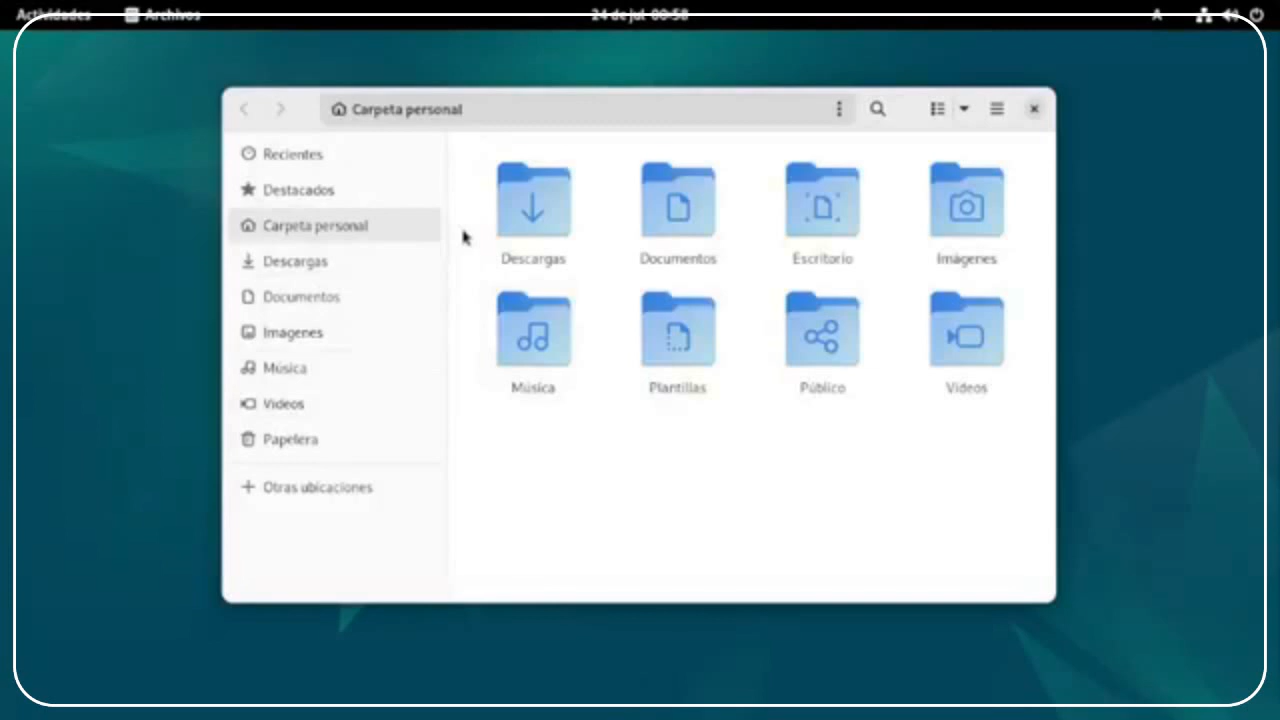 Actividades
Archivos
24 de jul 00:58
Carpeta personal
Recientes
Destacados
Carpeta personal
Descargas
Documentos
Imágenes
Música
Vídeos
Papelera
Otras ubicaciones
Descargas
Documentos
Escritorio
Imágenes
Música
Plantillas
Público
Vídeos